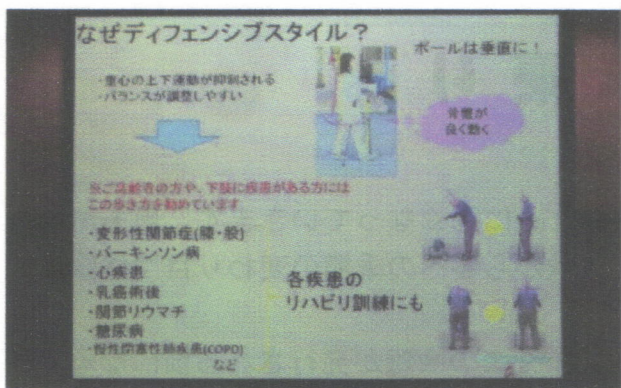 なぜディフェンシブスタイル？
ポールは垂直に！
・重心の上下運動が抑制される
・バランスが調整しやすい
骨盤が
良く動く
※ご高齢者の方や、下肢に疾患がある方には
この歩き方を勧めています
・変形性関節症(膝・股)
・パーキンソン病
・心疾患
・乳癌術後
・関節リウマチ
・糖尿病
・慢性閉塞性肺疾患(COPD)
など
各疾患の
リハビリ訓練にも